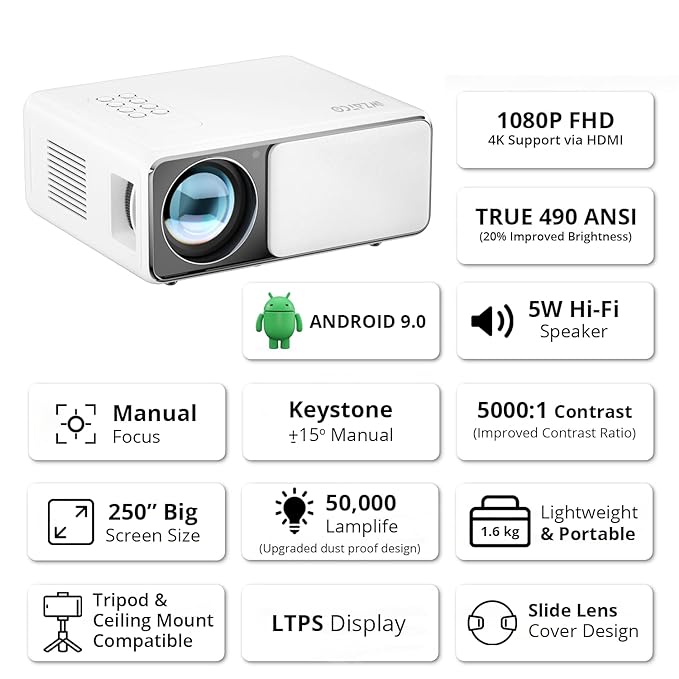 WZATCO
1080P FHD
4K Support via HDMI
TRUE 490 ANSI
(20% Improved Brightness)
ANDROID 9.0
5W Hi-Fi
Speaker
Manual
Focus
Keystone
±15º Manual
5000:1 Contrast
(Improved Contrast Ratio)
250” Big
Screen Size
50,000
Lamplife
(Upgraded dust proof design)
1.6 kg
Lightweight
& Portable
Tripod &
Ceiling Mount
Compatible
LTPS Display
Slide Lens
Cover Design